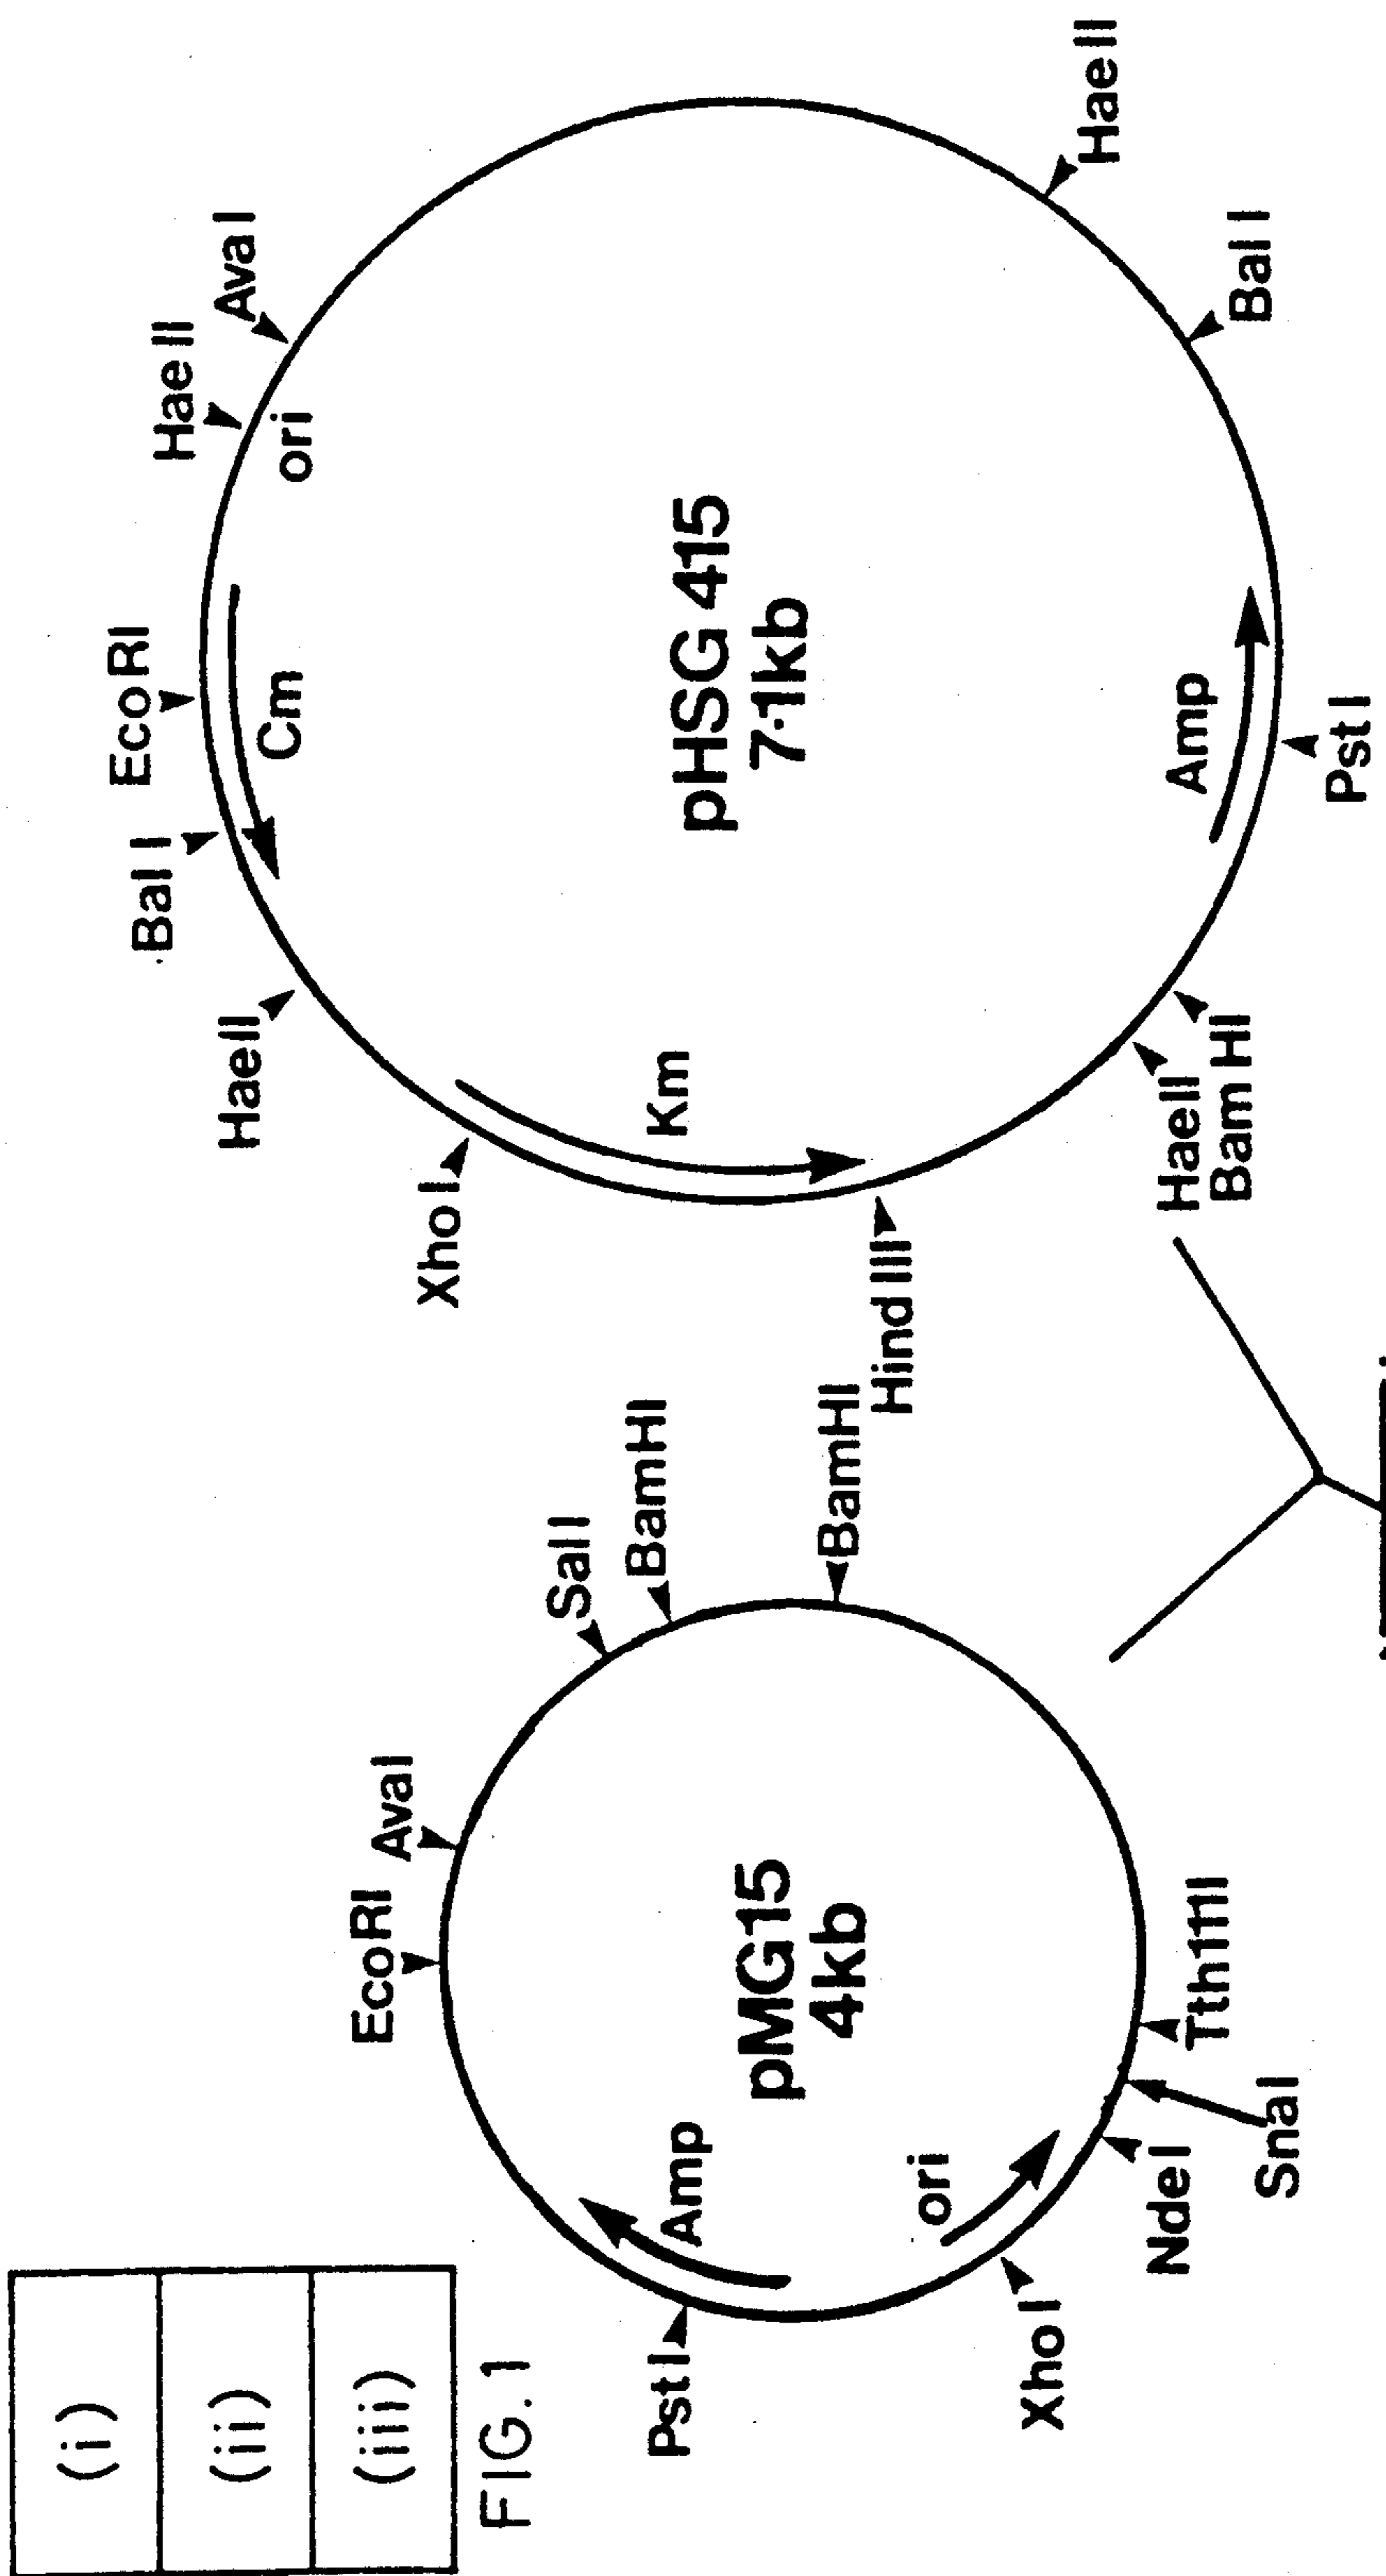 (i)
(ii)
(iii)
FIG. 1
EcoRI
AvaI
SalI
BamHI
BamHI
PstI
Amp
pMG15
4kb
ori
XhoI
NdeI
SnaI
Tth111I
EcoRI
HaeII
AvaI
BalI
HaeII
Cm
ori
XhoI
Km
HindIII
pHSG 415
7·1kb
HaeII
BamHI
Amp
PstI
BalI
HaeII